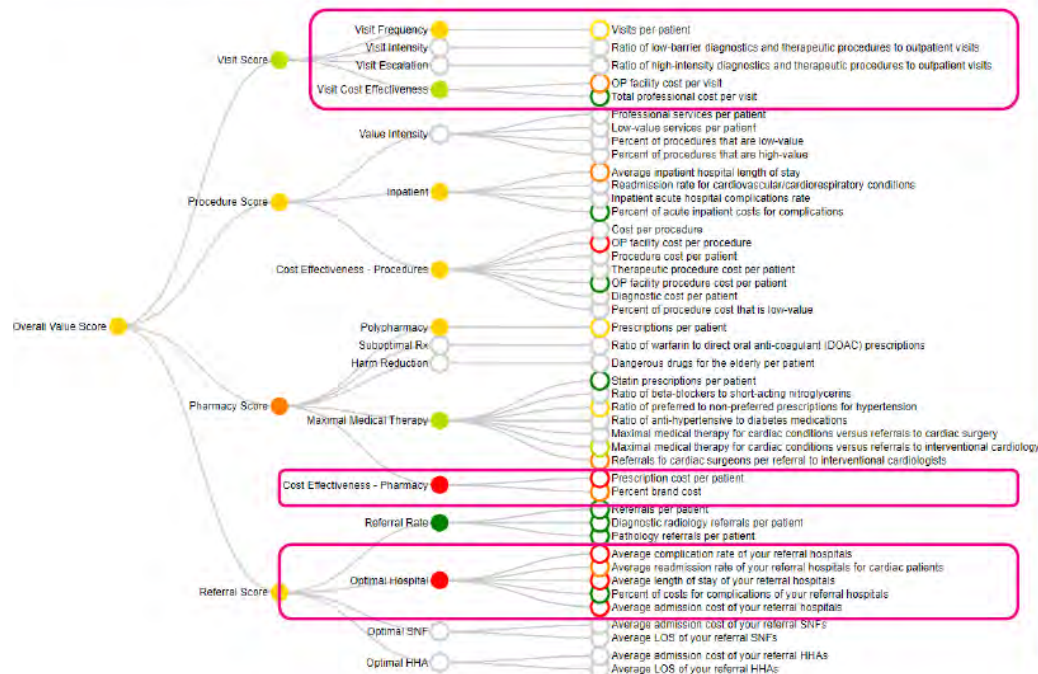 Visit Frequency
Visits per patient
Visit Intensity
Ratio of low-barrier diagnostics and therapeutic procedures to outpatient visits
Visit Score
Visit Escalation
Ratio of high-intensity diagnostics and therapeutic procedures to outpatient visits
OP facility cost per visit
Visit Cost Effectiveness
Total professional cost per visit
Professional services per patient
Low-value services per patient
Value Intensity
Percent of procedures that are low-value
Percent of procedures that are high-value
Average inpatient hospital length of stay
Readmission rate for cardiovascular/cardiorespiratory conditions
Inpatient
Procedure Score
Inpatient acute hospital complications rate
Percent of acute inpatient costs for complications
Cost per procedure
OP facility cost per procedure
Procedure cost per patient
Cost Effectiveness - Procedures
Therapeutic procedure cost per patient
OP facility procedure cost per patient
Diagnostic cost per patient
Percent of procedure cost that is low-value
Overall Value Score
Polypharmacy
Prescriptions per patient
Suboptimal Rx
Ratio of warfarin to direct oral anti-coagulant (DOAC) prescriptions
Harm Reduction
Dangerous drugs for the elderly per patient
Statin prescriptions per patient
Ratio of beta-blockers to short-acting nitroglycerins
Pharmacy Score
Ratio of preferred to non-preferred prescriptions for hypertension
Maximal Medical Therapy
Ratio of anti-hypertensive to diabetes medications
Maximal medical therapy for cardiac conditions versus referrals to cardiac surgery
Maximal medical therapy for cardiac conditions versus referrals to interventional cardiology
Referrals to cardiac surgeons per referral to interventional cardiologists
Prescription cost per patient
Cost Effectiveness - Pharmacy
Percent brand cost
Referrals per patient
Referral Rate
Diagnostic radiology referrals per patient
Pathology referrals per patient
Average complication rate of your referral hospitals
Average readmission rate of your referral hospitals for cardiac patients
Optimal Hospital
Average length of stay of your referral hospitals
Referral Score
Percent of costs for complications of your referral hospitals
Average admission cost of your referral hospitals
Average admission cost of your referral SNFs
Optimal SNF
Average LOS of your referral SNFs
Average admission cost of your referral HHAs
Optimal HHA
Average LOS of your referral HHAs